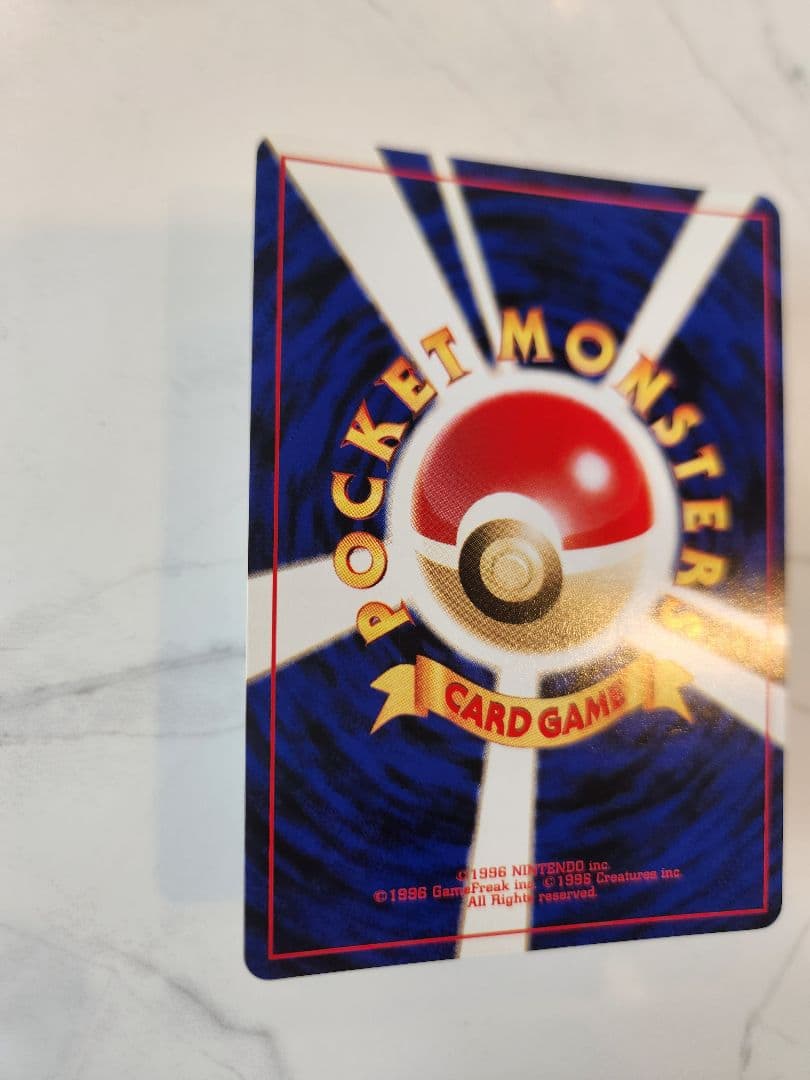 POCKET MONSTERS
CARD GAME
©1996 NINTENDO inc.
©1996 GameFreak inc. ©1996 Creatures inc.
All Rights reserved.